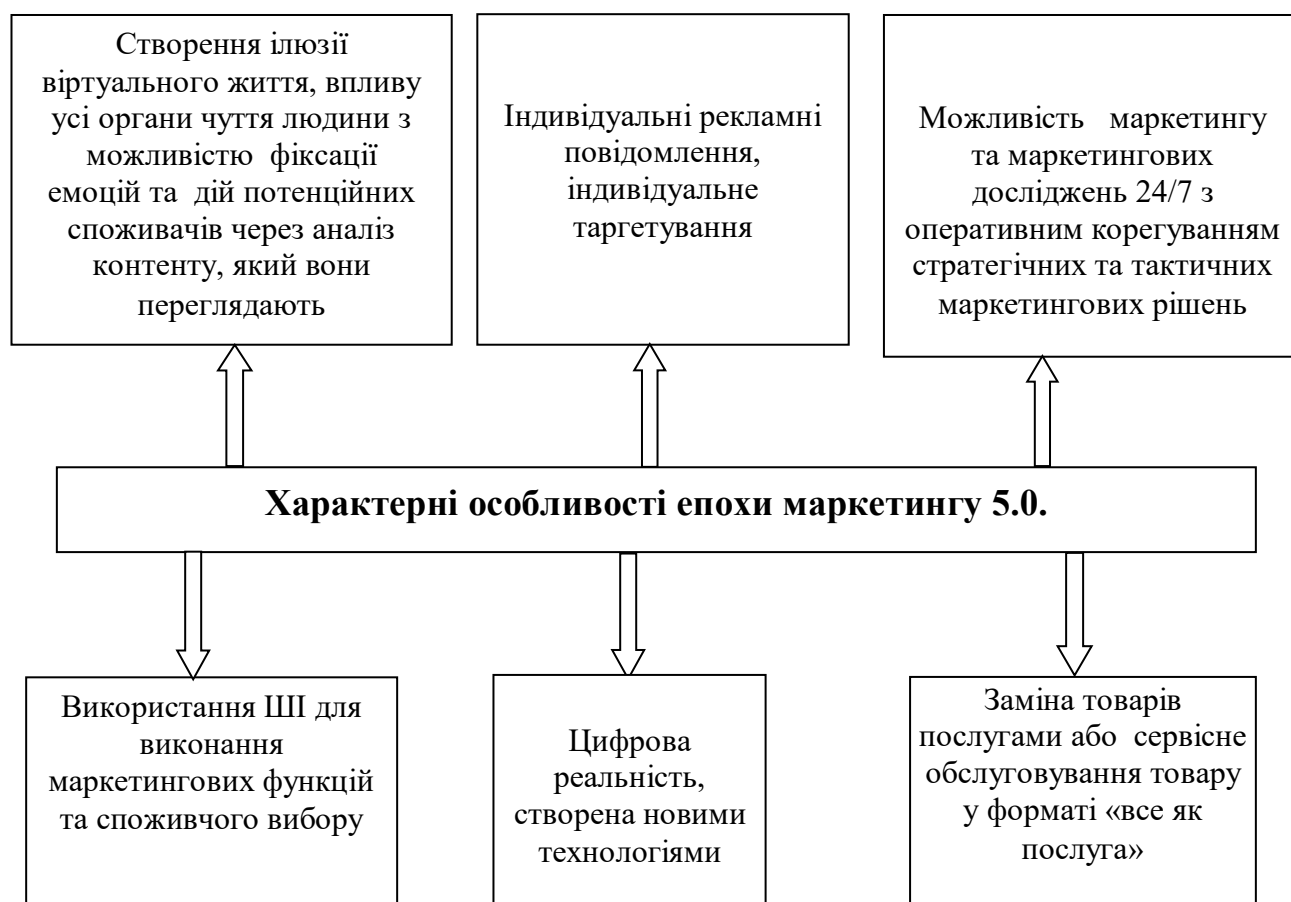 Створення ілюзії
віртуального життя, впливу
усі органи чуття людини з
можливістю фіксації
емоцій та дій потенційних
споживачів через аналіз
контенту, який вони
переглядають
Індивідуальні рекламні
повідомлення,
індивідуальне
таргетування
Можливість маркетингу
та маркетингових
досліджень 24/7 з
оперативним корегуванням
стратегічних та тактичних
маркетингових рішень
Характерні особливості епохи маркетингу 5.0.
Використання ШІ для
виконання
маркетингових функцій
та споживчого вибору
Цифрова
реальність,
створена новими
технологіями
Заміна товарів
послугами або сервісне
обслуговування товару
у форматі «все як
послуга»